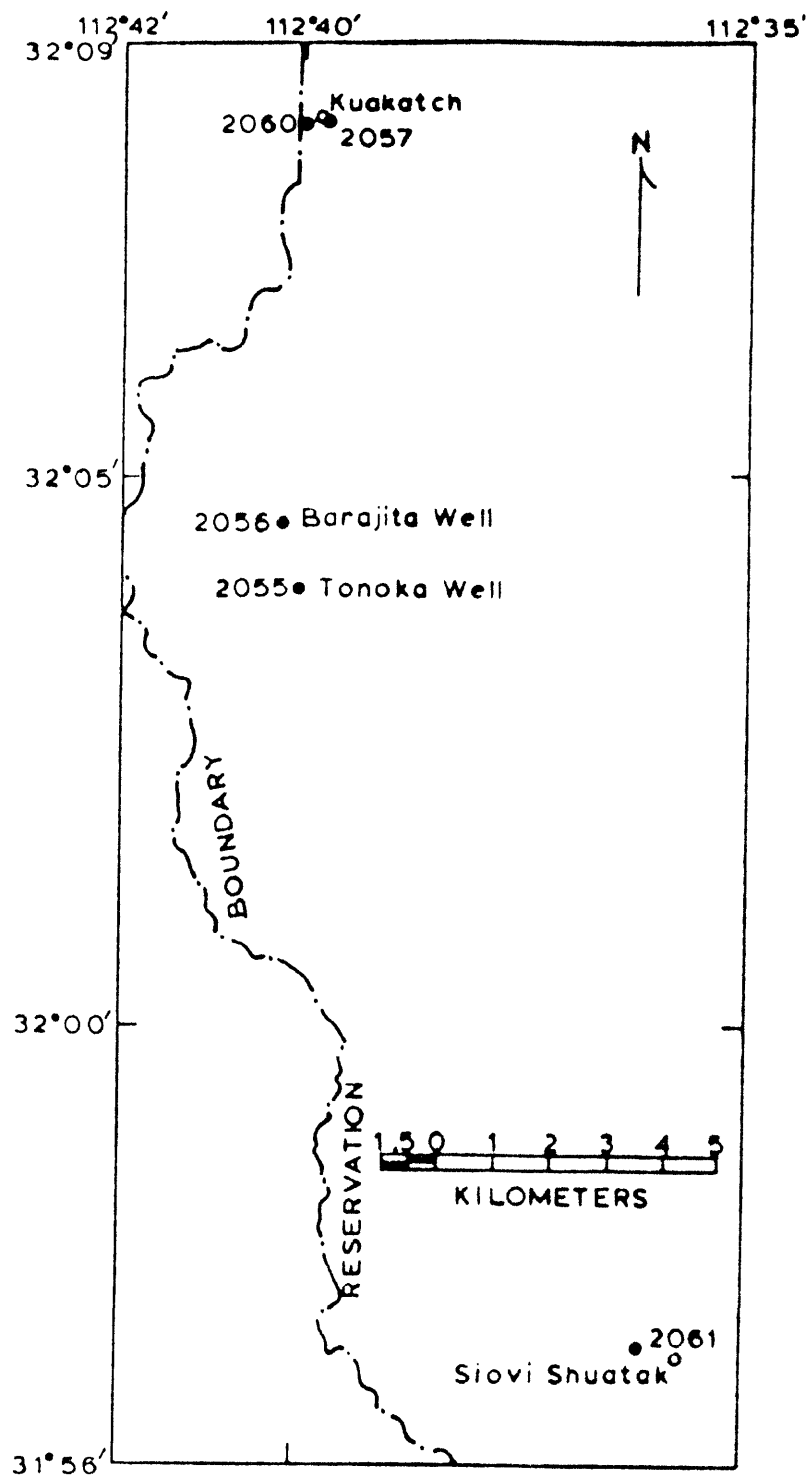 112°42' 112°40' 112°35'
32°09'
Kuakatch
2060
2057
N
32°05'
2056 Barajita Well
2055 Tonoka Well
BOUNDARY
32°00'
RESERVATION
1 .5 0 1 2 3 4 5
KILOMETERS
2061
Siovi Shuatak
31°56'